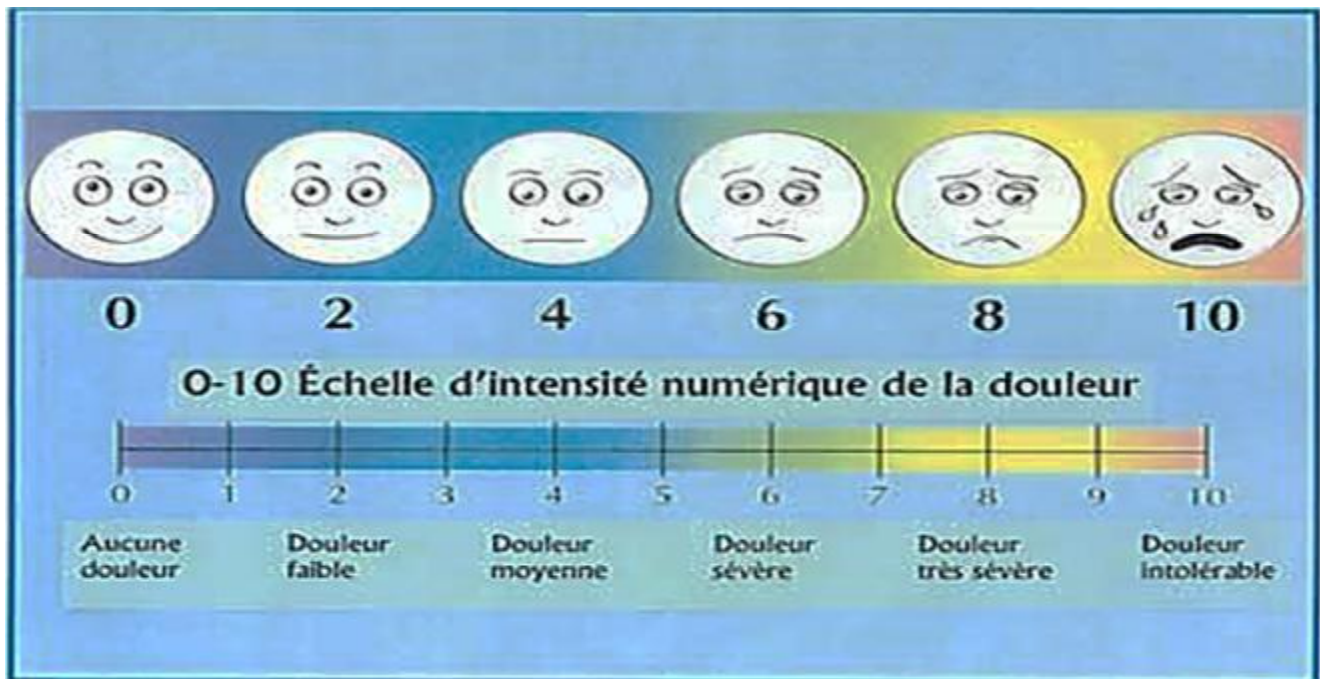 0 2 4 6 8 10
0-10 Échelle d'intensité numérique de la douleur
0 1 2 3 4 5 6 7 8 9 10
Aucune douleur
Douleur faible
Douleur moyenne
Douleur sévère
Douleur très sévère
Douleur intolérable